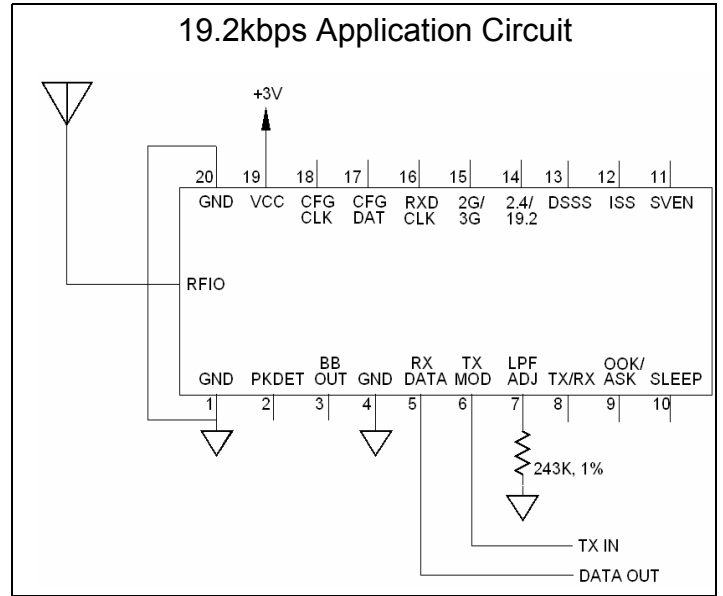 19.2kbps Application Circuit
+3V
20 19 18 17 16 15 14 13 12 11
GND VCC CFG CFG RXD 2G/ 2.4/ DSSS ISS SVEN
CLK DAT CLK 3G 19.2
RFIO
BB RX TX LPF OOK/
GND PKDET OUT GND DATA MOD ADJ TX/RX ASK SLEEP
1 2 3 4 5 6 7 8 9 10
243K, 1%
TX IN
DATA OUT